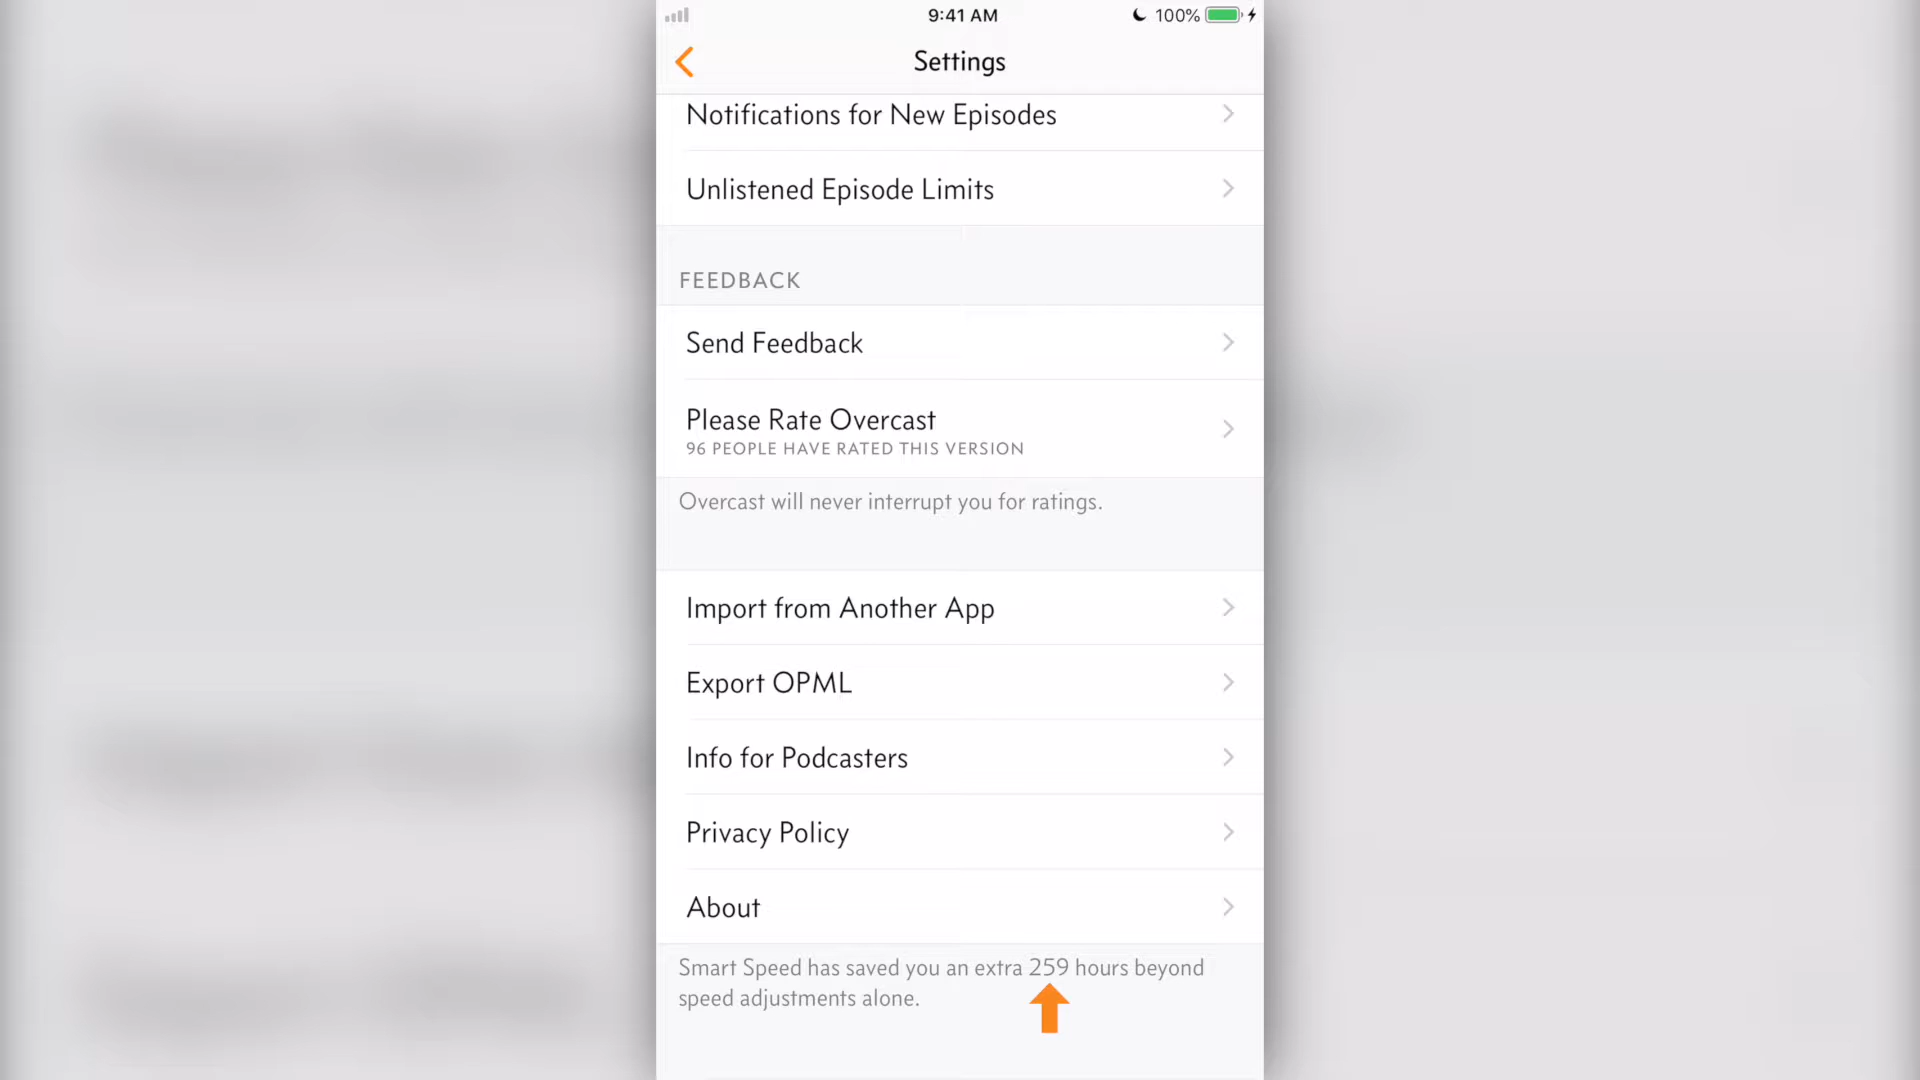 9:41 AM
100%
Settings
Notifications for New Episodes
Unlistened Episode Limits
FEEDBACK
Send Feedback
Please Rate Overcast
96 PEOPLE HAVE RATED THIS VERSION
Overcast will never interrupt you for ratings.
Import from Another App
Export OPML
Info for Podcasters
Privacy Policy
About
Smart Speed has saved you an extra 259 hours beyond
speed adjustments alone.